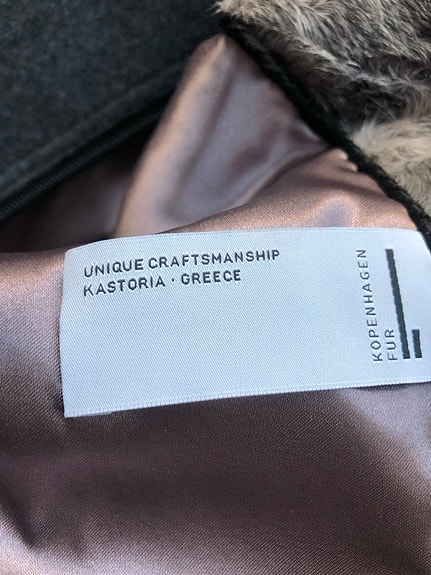 UNIQUE CRAFTSMANSHIP
KASTORIA · GREECE
KOPENHAGEN
FUR